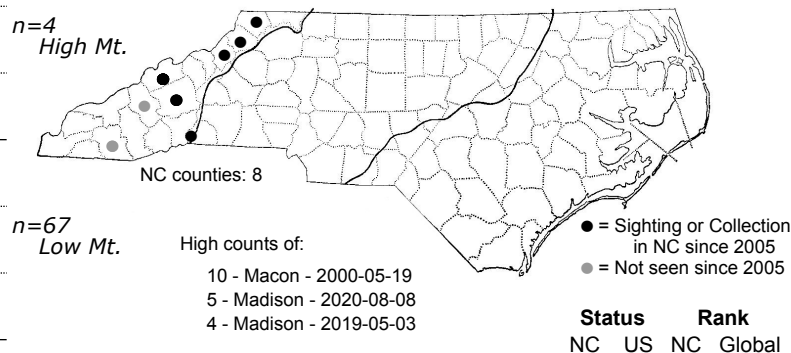 n=4
High Mt.
NC counties: 8
n=67
Low Mt.
High counts of:
10 - Macon - 2000-05-19
5 - Madison - 2020-08-08
4 - Madison - 2019-05-03
● = Sighting or Collection
in NC since 2005
● = Not seen since 2005
Status Rank
NC US NC Global